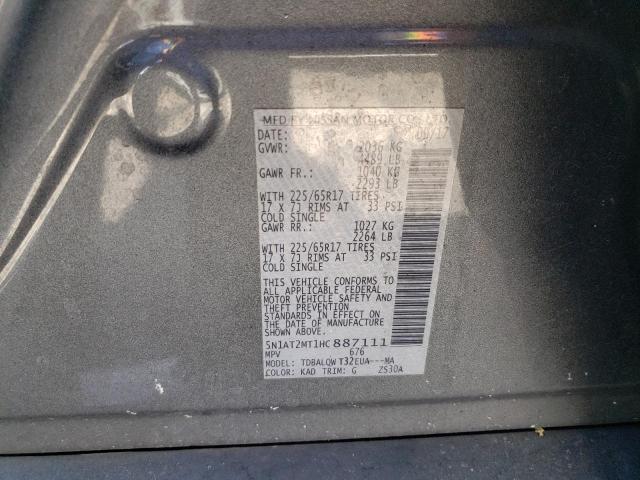 MFD BY NISSAN MOTOR CO., LTD.
DATE: /17
GVWR: 2036 KG
4489 LB
GAWR FR.: 1040 KG
2293 LB
WITH 225/65R17 TIRES
17 X 7J RIMS AT 33 PSI
COLD SINGLE
GAWR RR.: 1027 KG
2264 LB
WITH 225/65R17 TIRES
17 X 7J RIMS AT 33 PSI
COLD SINGLE
THIS VEHICLE CONFORMS TO
ALL APPLICABLE FEDERAL
MOTOR VEHICLE SAFETY AND
THEFT PREVENTION
STANDARDS IN EFFECT ON
THE DATE OF MANUFACTURE
SHOWN ABOVE.
5N1AT2MT1HC887111
MPV 676
MODEL: TDBALQWT32EUA---MA
COLOR: KAD TRIM: G ZS30A